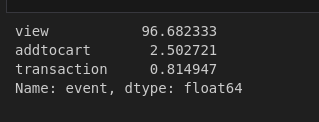 view 96.682333
addtocart 2.502721
transaction 0.814947
Name: event, dtype: float64